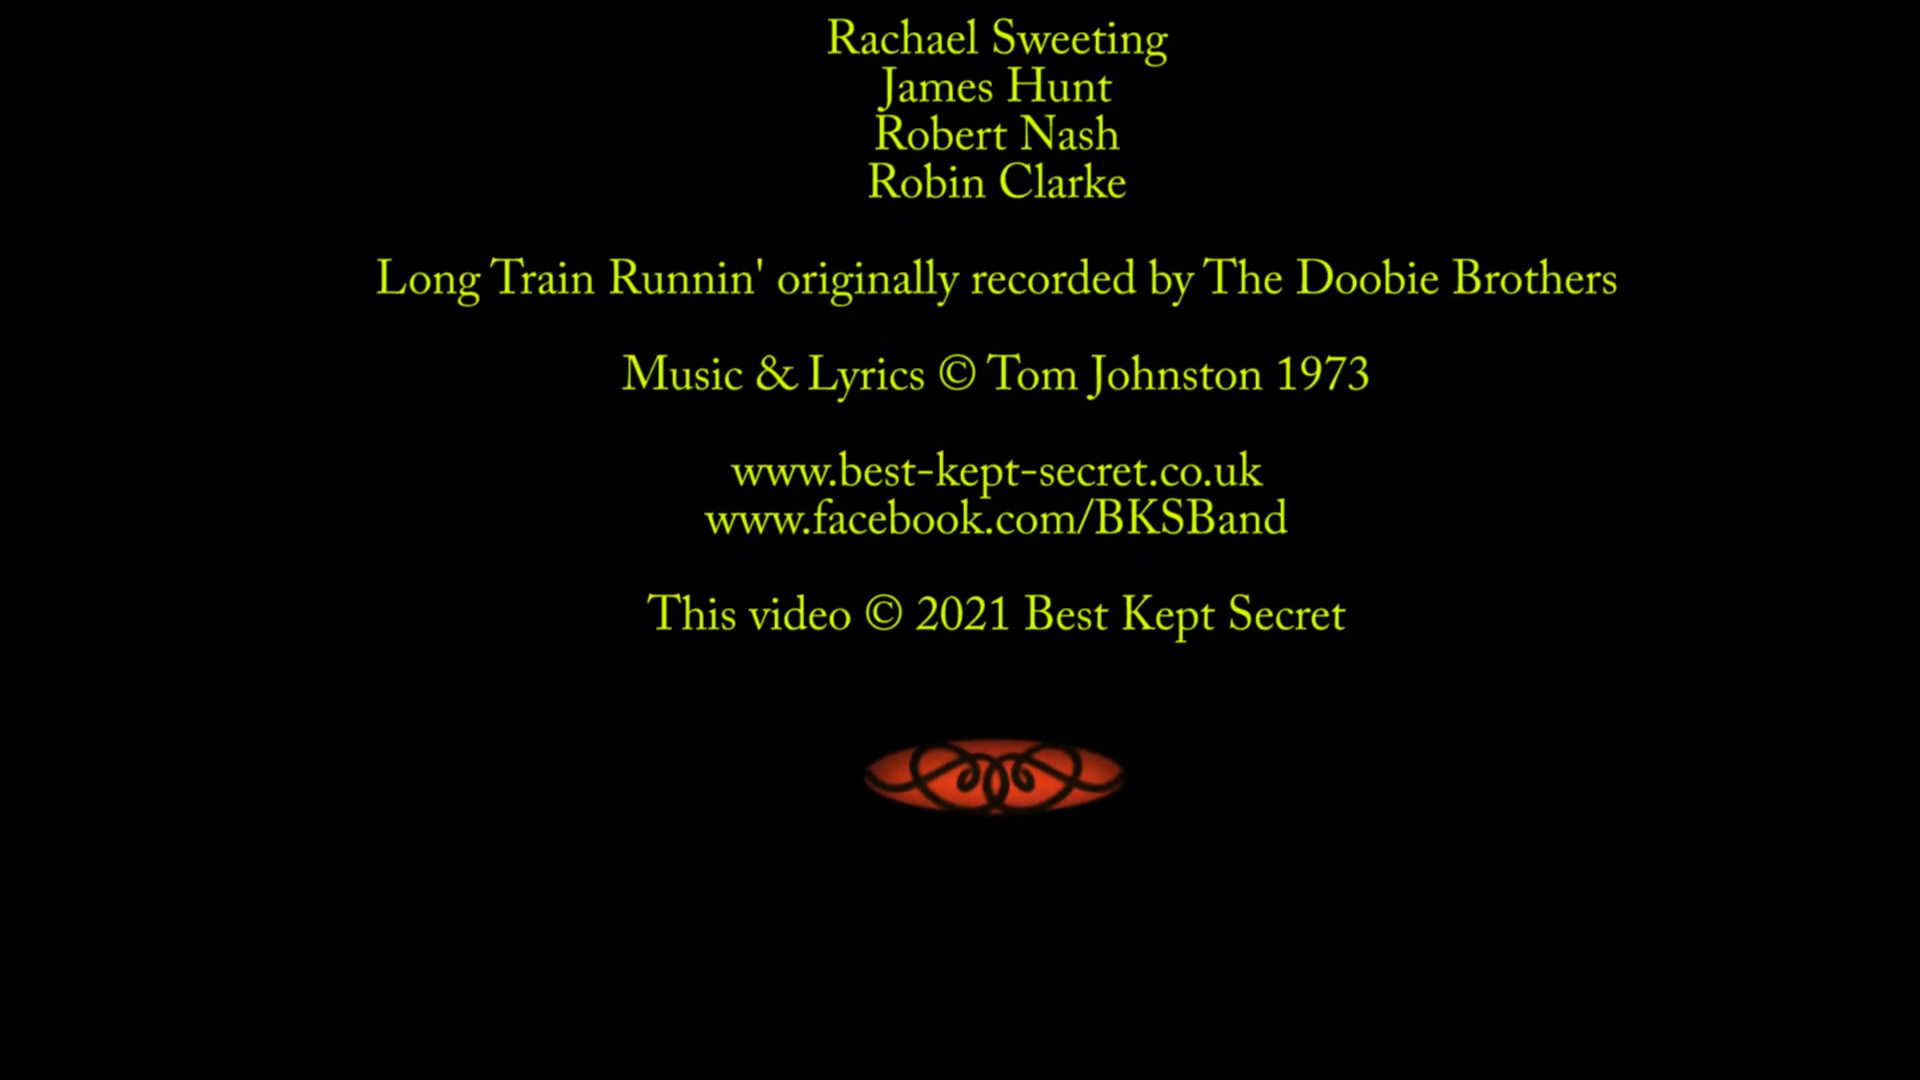 Rachael Sweeting
James Hunt
Robert Nash
Robin Clarke
Long Train Runnin' originally recorded by The Doobie Brothers
Music & Lyrics © Tom Johnston 1973
www.best-kept-secret.co.uk
www.facebook.com/BKSBand
This video © 2021 Best Kept Secret